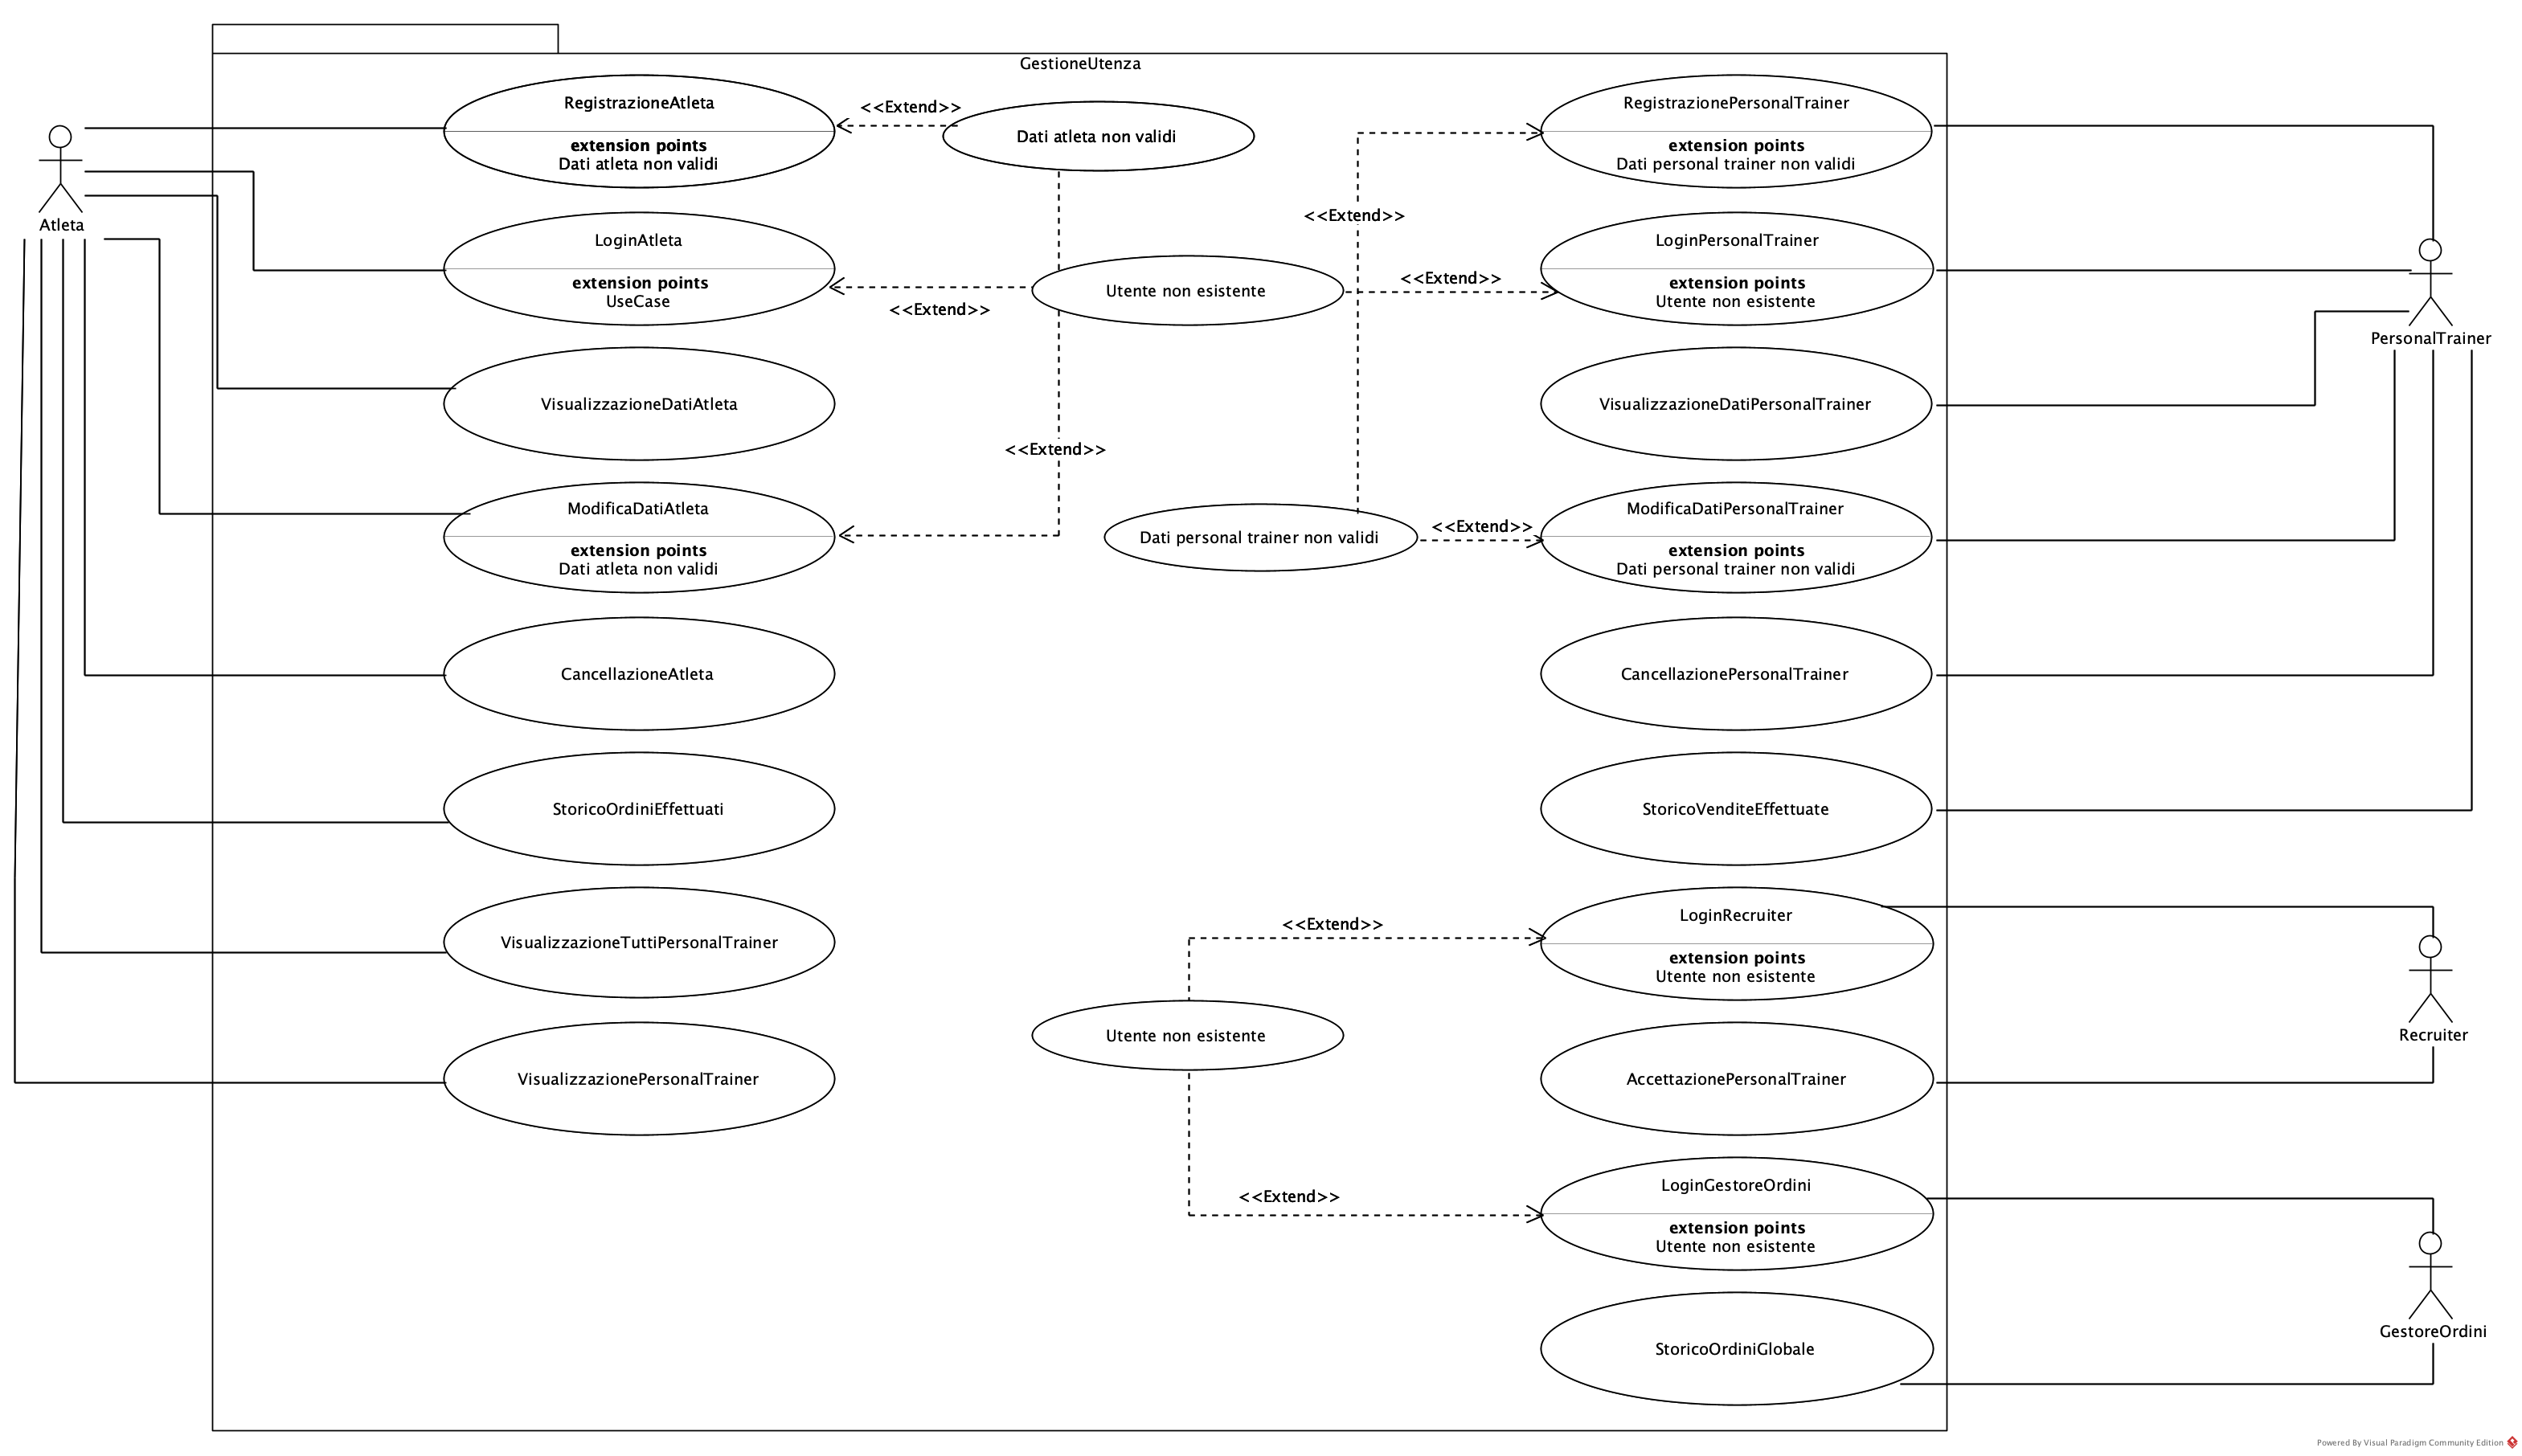 GestioneUtenza
Atleta
RegistrazioneAtleta
extension points
Dati atleta non validi
<<Extend>>
Dati atleta non validi
RegistrazionePersonalTrainer
extension points
Dati personal trainer non validi
<<Extend>>
LoginAtleta
extension points
UseCase
<<Extend>>
Utente non esistente
<<Extend>>
LoginPersonalTrainer
extension points
Utente non esistente
PersonalTrainer
VisualizzazioneDatiAtleta
VisualizzazioneDatiPersonalTrainer
<<Extend>>
ModificaDatiAtleta
extension points
Dati atleta non validi
Dati personal trainer non validi
<<Extend>>
ModificaDatiPersonalTrainer
extension points
Dati personal trainer non validi
CancellazioneAtleta
CancellazionePersonalTrainer
StoricoOrdiniEffettuati
StoricoVenditeEffettuate
VisualizzazioneTuttiPersonalTrainer
<<Extend>>
LoginRecruiter
extension points
Utente non esistente
Utente non esistente
Recruiter
VisualizzazionePersonalTrainer
AccettazionePersonalTrainer
<<Extend>>
LoginGestoreOrdini
extension points
Utente non esistente
GestoreOrdini
StoricoOrdiniGlobale
Powered By Visual Paradigm Community Edition